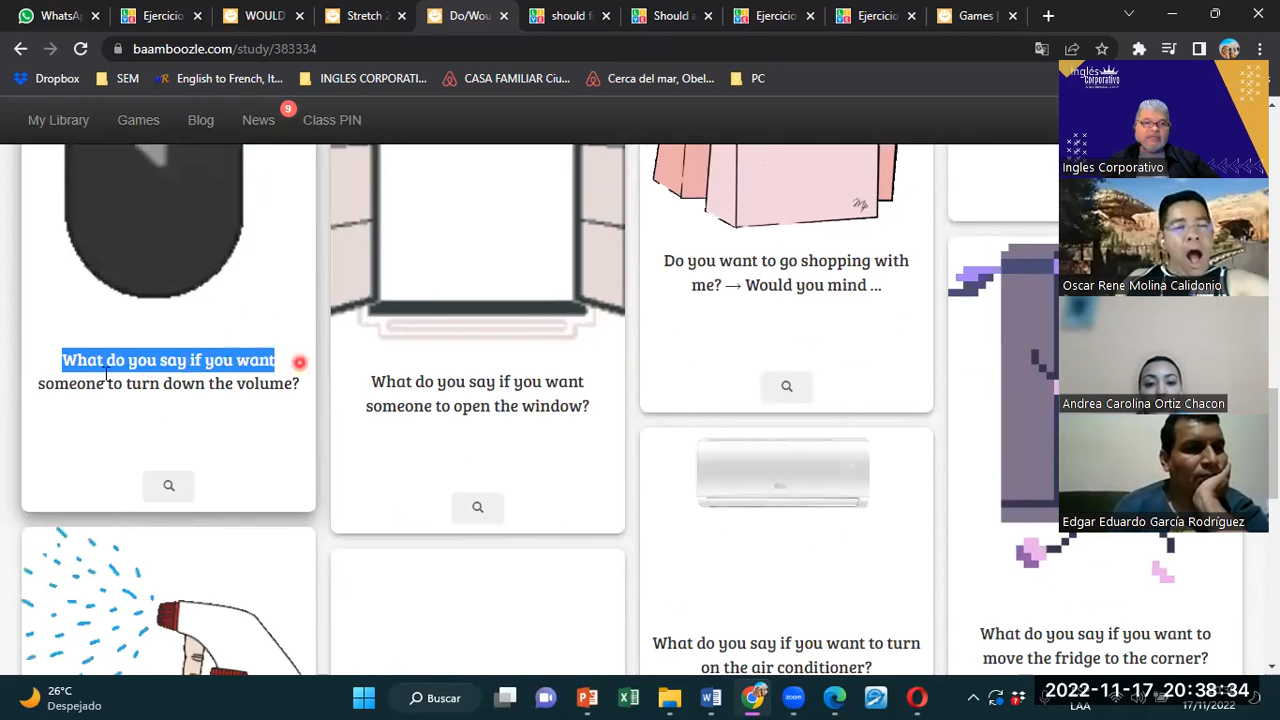 WhatsA
Ejercicio
WOULD
Stretch 2
Do/Wou
should fi
Should a
Ejercicio
Ejercicio
Games |
baamboozle.com/study/383334
Dropbox
SEM
English to French, It...
INGLES CORPORATI...
CASA FAMILIAR Cu...
Cerca del mar, Obel...
PC
My Library
Games
Blog
News
9
Class PIN
Inglés
Corporativo
Ingles Corporativo
Oscar Rene Molina Calidonio
Andrea Carolina Ortiz Chacon
Edgar Eduardo García Rodríguez
What do you say if you want
someone to turn down the volume?
What do you say if you want
someone to open the window?
Do you want to go shopping with
me? → Would you mind ...
What do you say if you want to turn
on the air conditioner?
What do you say if you want to
move the fridge to the corner?
26°C
Despejado
Buscar
zoom
LAA
2022-11-17 20:38:34
17/11/2022